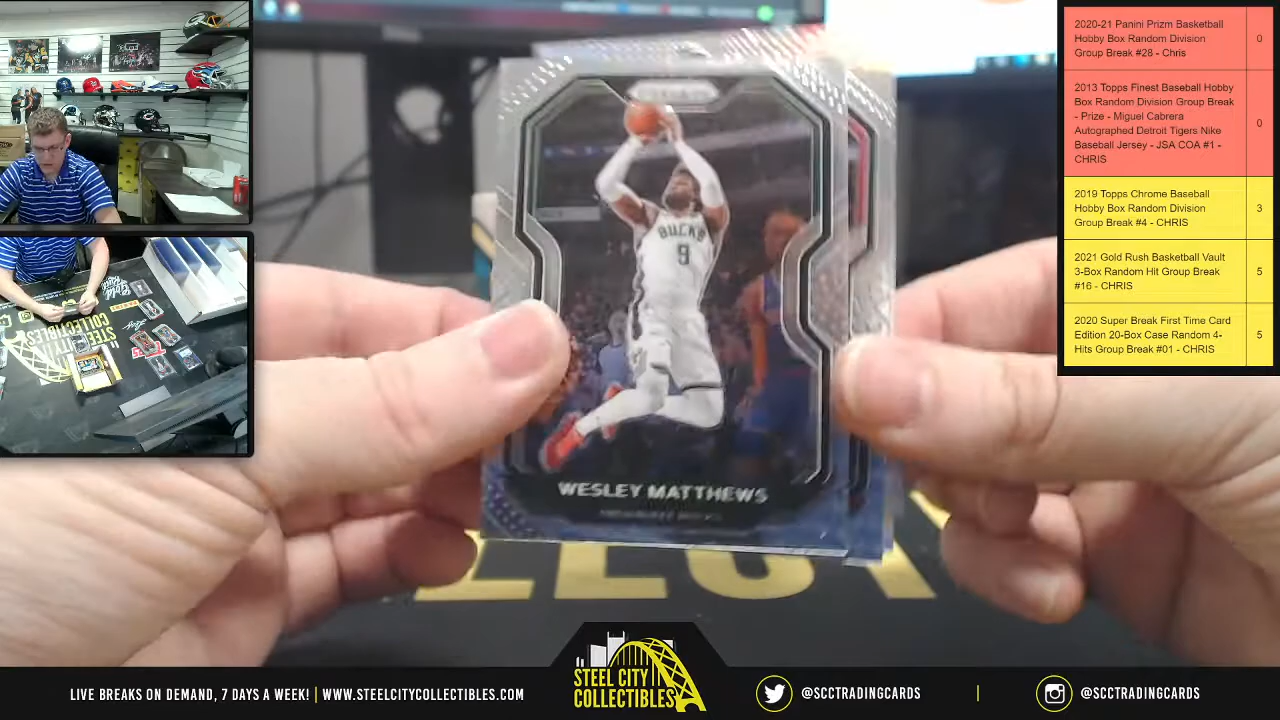 2020-21 Panini Prizm Basketball
Hobby Box Random Division
Group Break #28 - Chris
0
2013 Topps Finest Baseball Hobby
Box Random Division Group Break
- Prize - Miguel Cabrera
Autographed Detroit Tigers Nike
Baseball Jersey - JSA COA #1 -
CHRIS
0
2019 Topps Chrome Baseball
Hobby Box Random Division
Group Break #4 - CHRIS
3
2021 Gold Rush Basketball Vault
3-Box Random Hit Group Break
#16 - CHRIS
5
2020 Super Break First Time Card
Edition 20-Box Case Random 4-
Hits Group Break #01 - CHRIS
5
BUCKS
9
WESLEY MATTHEWS
STEEL CITY
COLLECTIBLES
LIVE BREAKS ON DEMAND, 7 DAYS A WEEK! | WWW.STEELCITYCOLLECTIBLES.COM
STEEL CITY
COLLECTIBLES
@SCCTRADINGCARDS | @SCCTRADINGCARDS